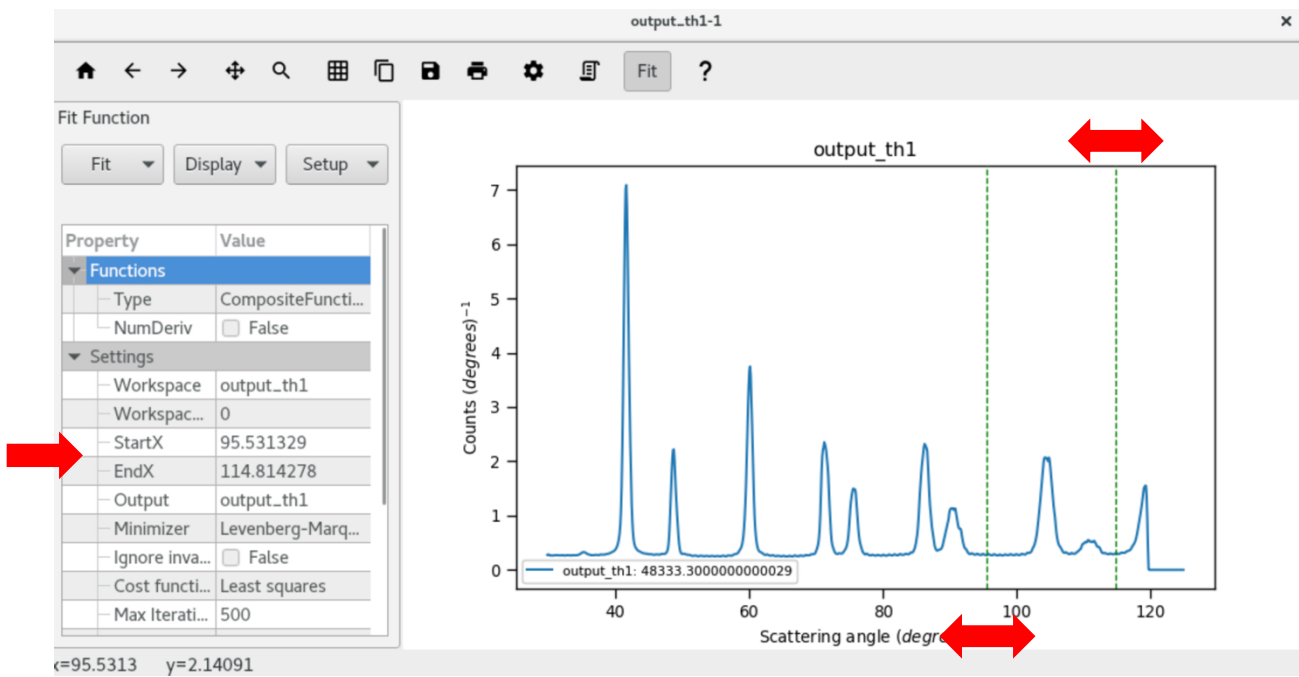 output_th1-1
Fit
?
Fit Function
Fit
Display
Setup
Property Value
Functions
Type CompositeFuncti...
NumDeriv False
Settings
Workspace output_th1
Workspac... 0
StartX 95.531329
EndX 114.814278
Output output_th1
Minimizer Levenberg-Marq...
Ignore inva... False
Cost functi... Least squares
Max Iterati... 500
output_th1
Counts (degrees)⁻¹
7
6
5
4
3
2
1
0
output_th1: 48333.3000000000029
40 60 80 100 120
Scattering angle (degr
x=95.5313 y=2.14091